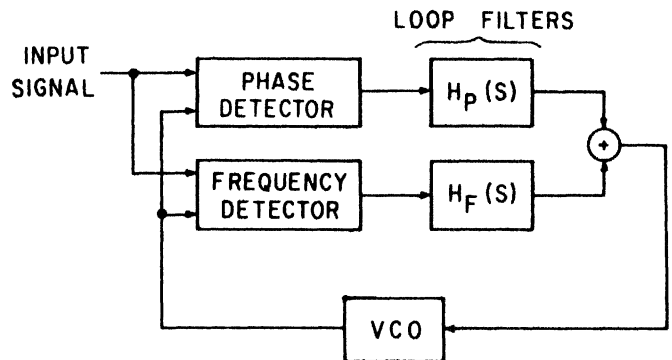 LOOP FILTERS
INPUT
SIGNAL
PHASE
DETECTOR
H_P(S)
+
FREQUENCY
DETECTOR
H_F(S)
VCO